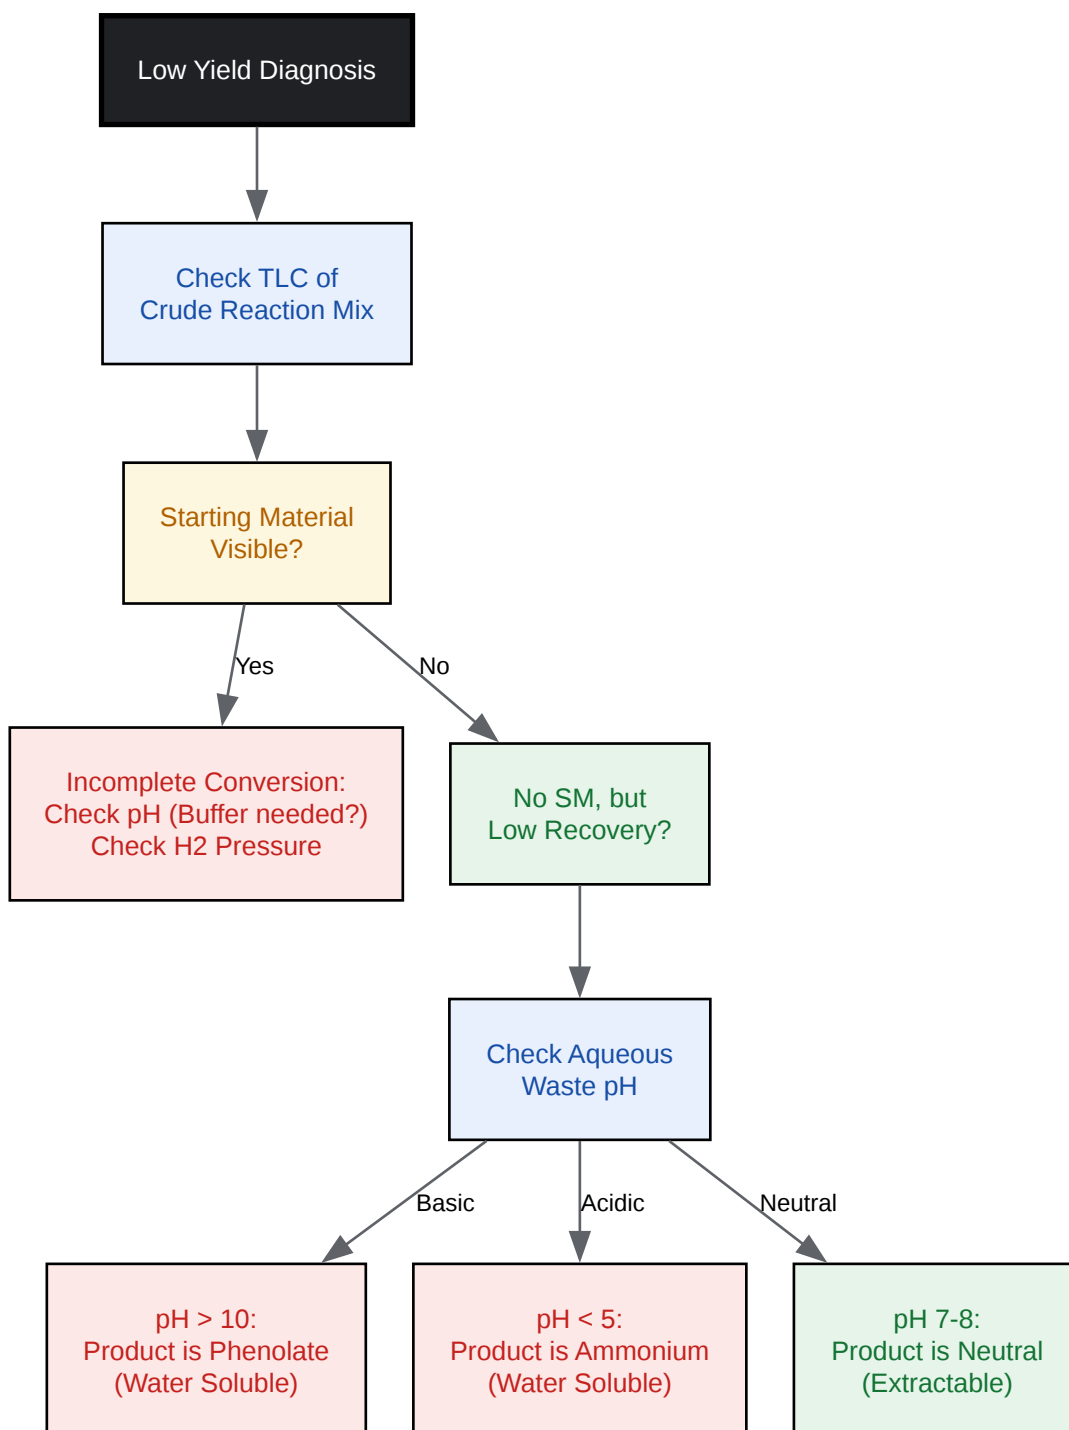 Low Yield Diagnosis
Check TLC of
Crude Reaction Mix
Starting Material
Visible?
Yes
No
Incomplete Conversion:
Check pH (Buffer needed?)
Check H2 Pressure
No SM, but
Low Recovery?
Check Aqueous
Waste pH
Basic
Acidic
Neutral
pH > 10:
Product is Phenolate
(Water Soluble)
pH < 5:
Product is Ammonium
(Water Soluble)
pH 7-8:
Product is Neutral
(Extractable)